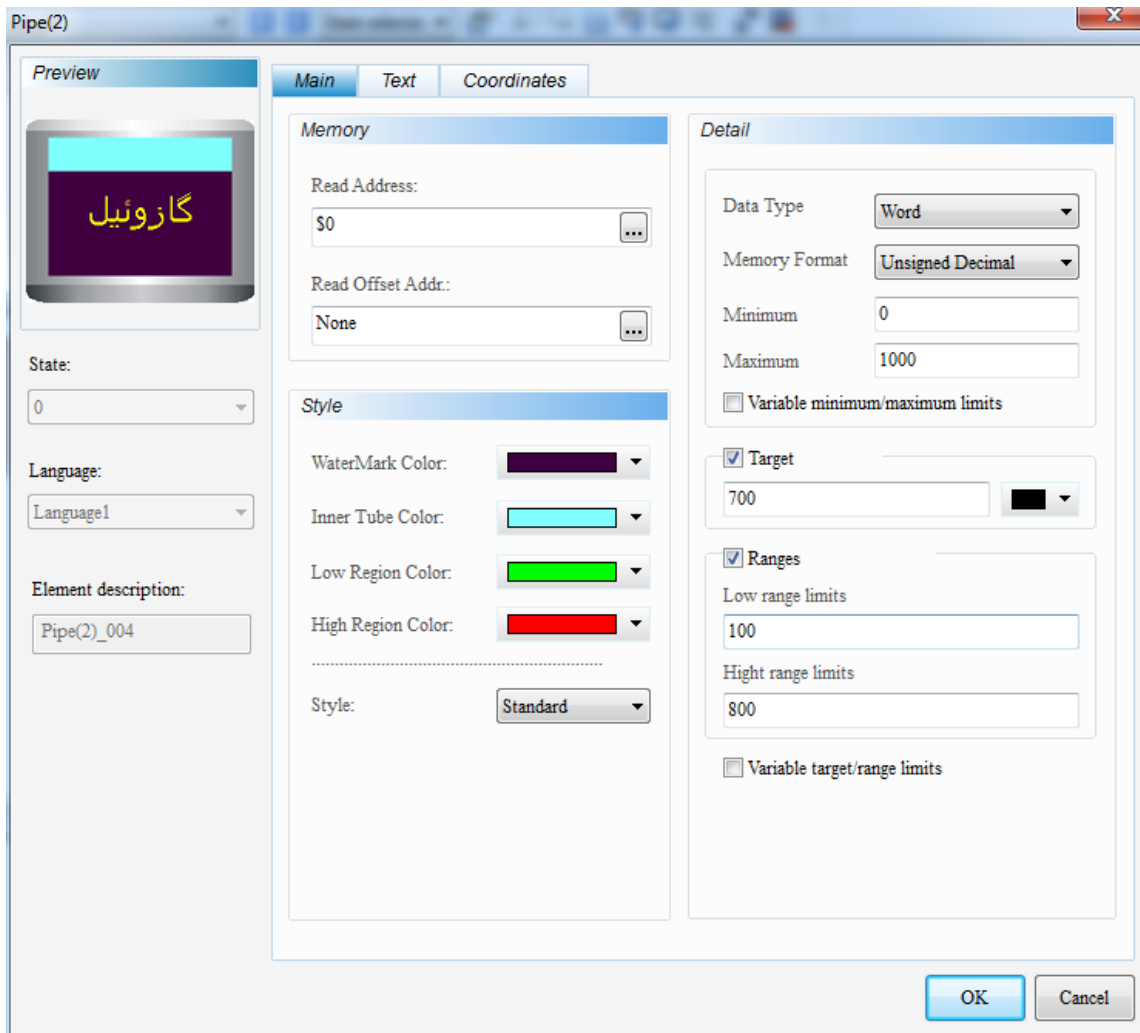 Pipe(2)
Preview
گازوئیل
State:
0
Language:
Language1
Element description:
Pipe(2)_004
Main Text Coordinates
Memory
Read Address:
$0
...
Read Offset Addr.:
None
...
Style
WaterMark Color:
Inner Tube Color:
Low Region Color:
High Region Color:
Style: Standard
Detail
Data Type Word
Memory Format Unsigned Decimal
Minimum 0
Maximum 1000
Variable minimum/maximum limits
Target
700
Ranges
Low range limits
100
Hight range limits
800
Variable target/range limits
OK Cancel